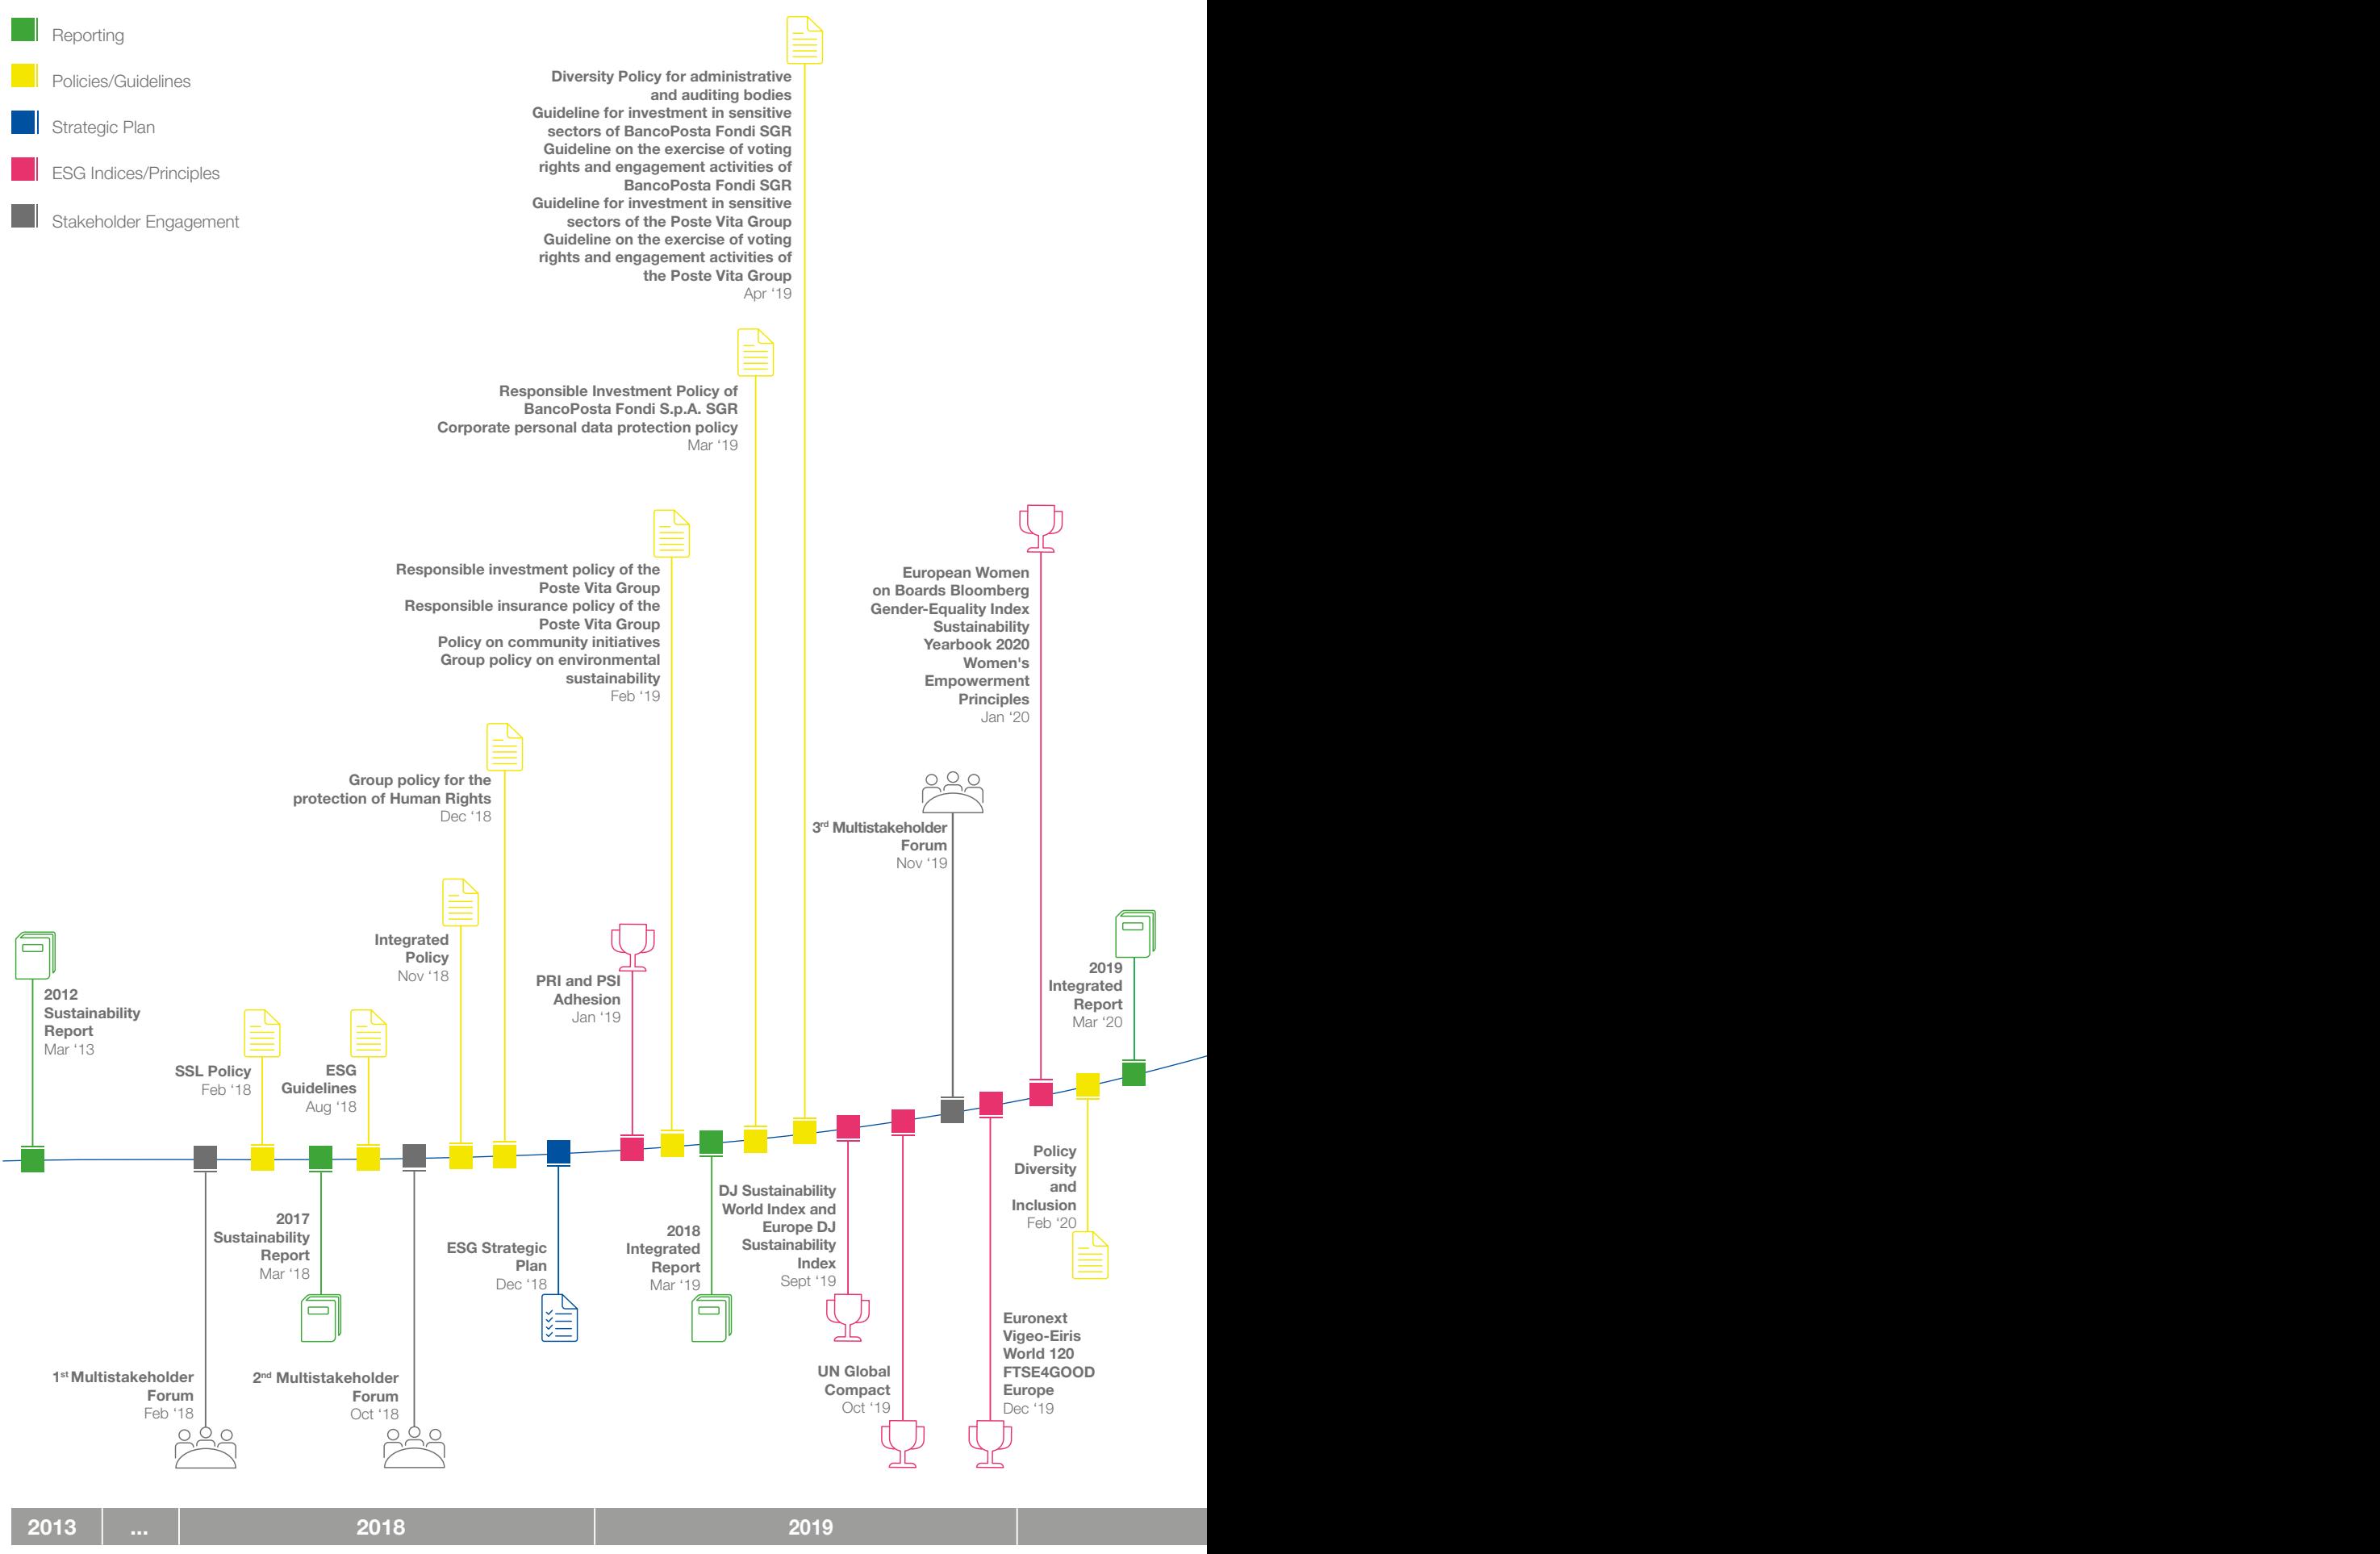 Reporting
Policies/Guidelines
Strategic Plan
ESG Indices/Principles
Stakeholder Engagement
Diversity Policy for administrative
and auditing bodies
Guideline for investment in sensitive
sectors of BancoPosta Fondi SGR
Guideline on the exercise of voting
rights and engagement activities of
BancoPosta Fondi SGR
Guideline for investment in sensitive
sectors of the Poste Vita Group
Guideline on the exercise of voting
rights and engagement activities of
the Poste Vita Group
Apr ‘19
Responsible Investment Policy of
BancoPosta Fondi S.p.A. SGR
Corporate personal data protection policy
Mar ‘19
Responsible investment policy of the
Poste Vita Group
Responsible insurance policy of the
Poste Vita Group
Policy on community initiatives
Group policy on environmental
sustainability
Feb ‘19
European Women
on Boards Bloomberg
Gender-Equality Index
Sustainability
Yearbook 2020
Women's
Empowerment
Principles
Jan ‘20
Group policy for the
protection of Human Rights
Dec ‘18
3rd Multistakeholder
Forum
Nov ‘19
Integrated
Policy
Nov ‘18
PRI and PSI
Adhesion
Jan ‘19
2019
Integrated
Report
Mar ‘20
2012
Sustainability
Report
Mar ‘13
SSL Policy
Feb ‘18
ESG
Guidelines
Aug ‘18
Policy
Diversity
and
Inclusion
Feb ‘20
2017
Sustainability
Report
Mar ‘18
ESG Strategic
Plan
Dec ‘18
2018
Integrated
Report
Mar ‘19
DJ Sustainability
World Index and
Europe DJ
Sustainability
Index
Sept ‘19
Euronext
Vigeo-Eiris
World 120
FTSE4GOOD
Europe
Dec ‘19
1st Multistakeholder
Forum
Feb ‘18
2nd Multistakeholder
Forum
Oct ‘18
UN Global
Compact
Oct ‘19
2013
...
2018
2019